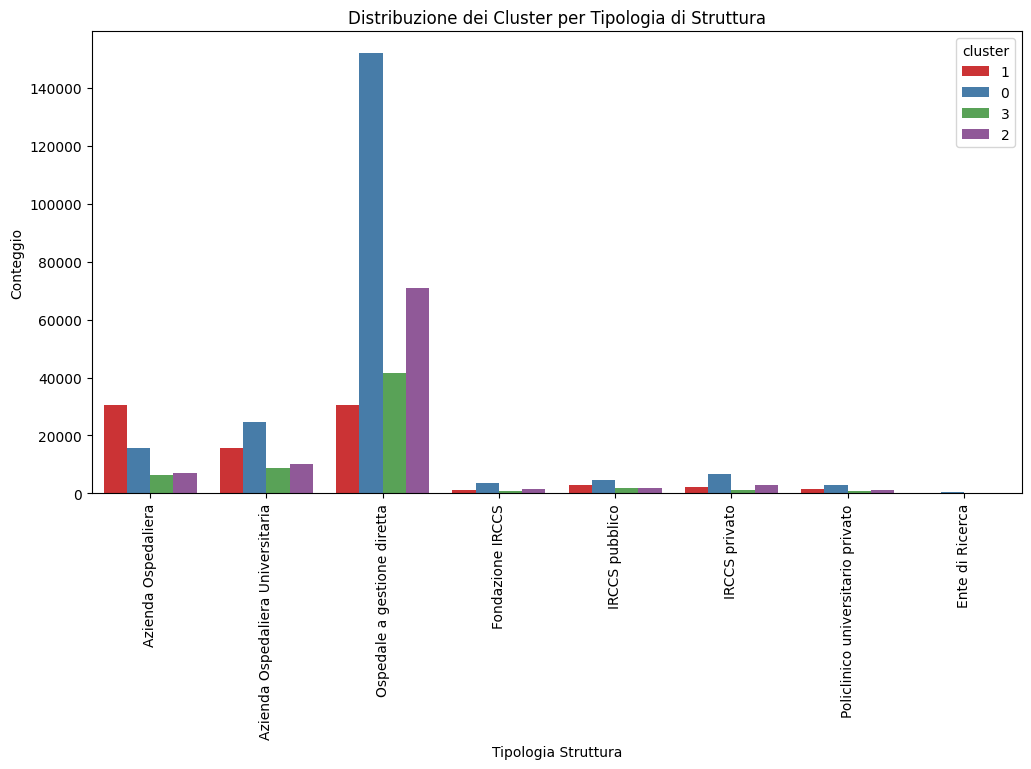 Distribuzione dei Cluster per Tipologia di Struttura
cluster
1
0
3
2
Conteggio
140000
120000
100000
80000
60000
40000
20000
0
Azienda Ospedaliera
Azienda Ospedaliera Universitaria
Ospedale a gestione diretta
Fondazione IRCCS
IRCCS pubblico
IRCCS privato
Policlinico universitario privato
Ente di Ricerca
Tipologia Struttura